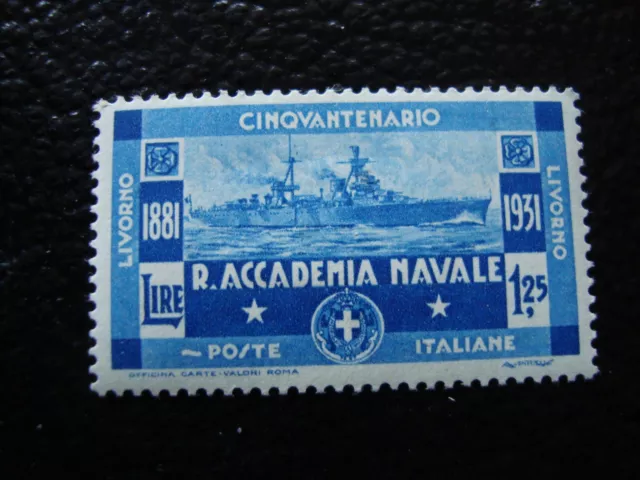 CINQVANTENARIO
LIVORNO
1881
1931
LIVORNO
R. ACCADEMIA NAVALE
LIRE
1,25
~POSTE ITALIANE
OFFICINA CARTE-VALORI ROMA